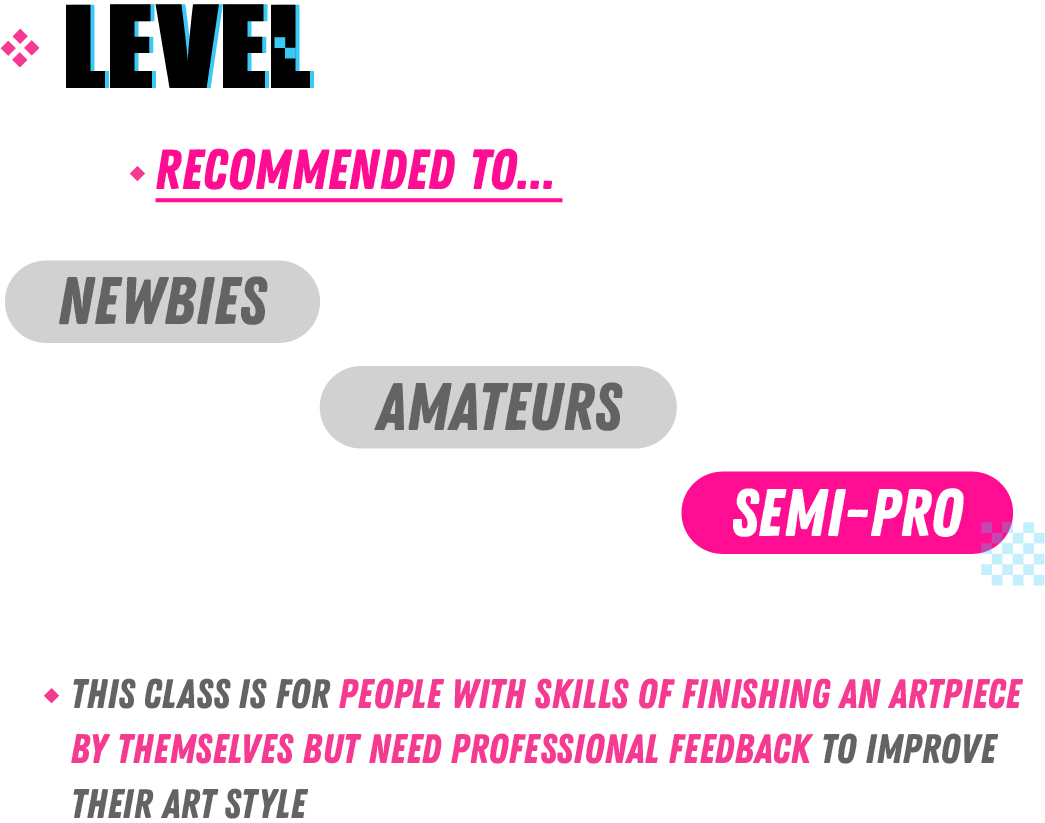 LEVEL
RECOMMENDED TO...
NEWBIES
AMATEURS
SEMI-PRO
THIS CLASS IS FOR PEOPLE WITH SKILLS OF FINISHING AN ARTPIECE
BY THEMSELVES BUT NEED PROFESSIONAL FEEDBACK TO IMPROVE
THEIR ART STYLE